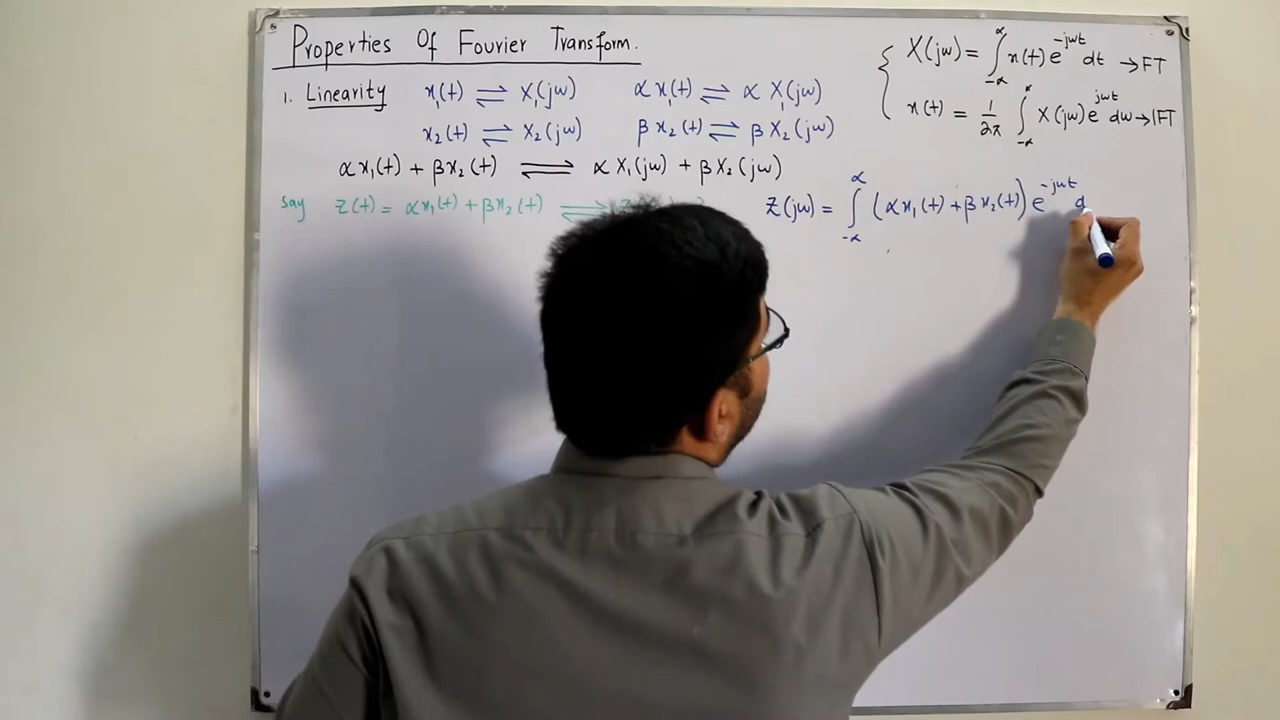 Properties Of Fourier Transform.
1. Linearity x₁(t) ⇌ X₁(jω) αx₁(t) ⇌ αX₁(jω)
x₂(t) ⇌ X₂(jω) βx₂(t) ⇌ βX₂(jω)
αx₁(t) + βx₂(t) ⇌ αX₁(jω) + βX₂(jω)
say z(t) = αx₁(t) + βx₂(t) ⇌
{ X(jω) = ∫_{-∝}^{∝} x(t) e^{-jωt} dt → FT
x(t) = 1/2π ∫_{-∝}^{∝} X(jω) e^{jωt} dω → IFT
Z(jω) = ∫_{-∝}^{∝} (αx₁(t) + βx₂(t)) e^{-jωt} d